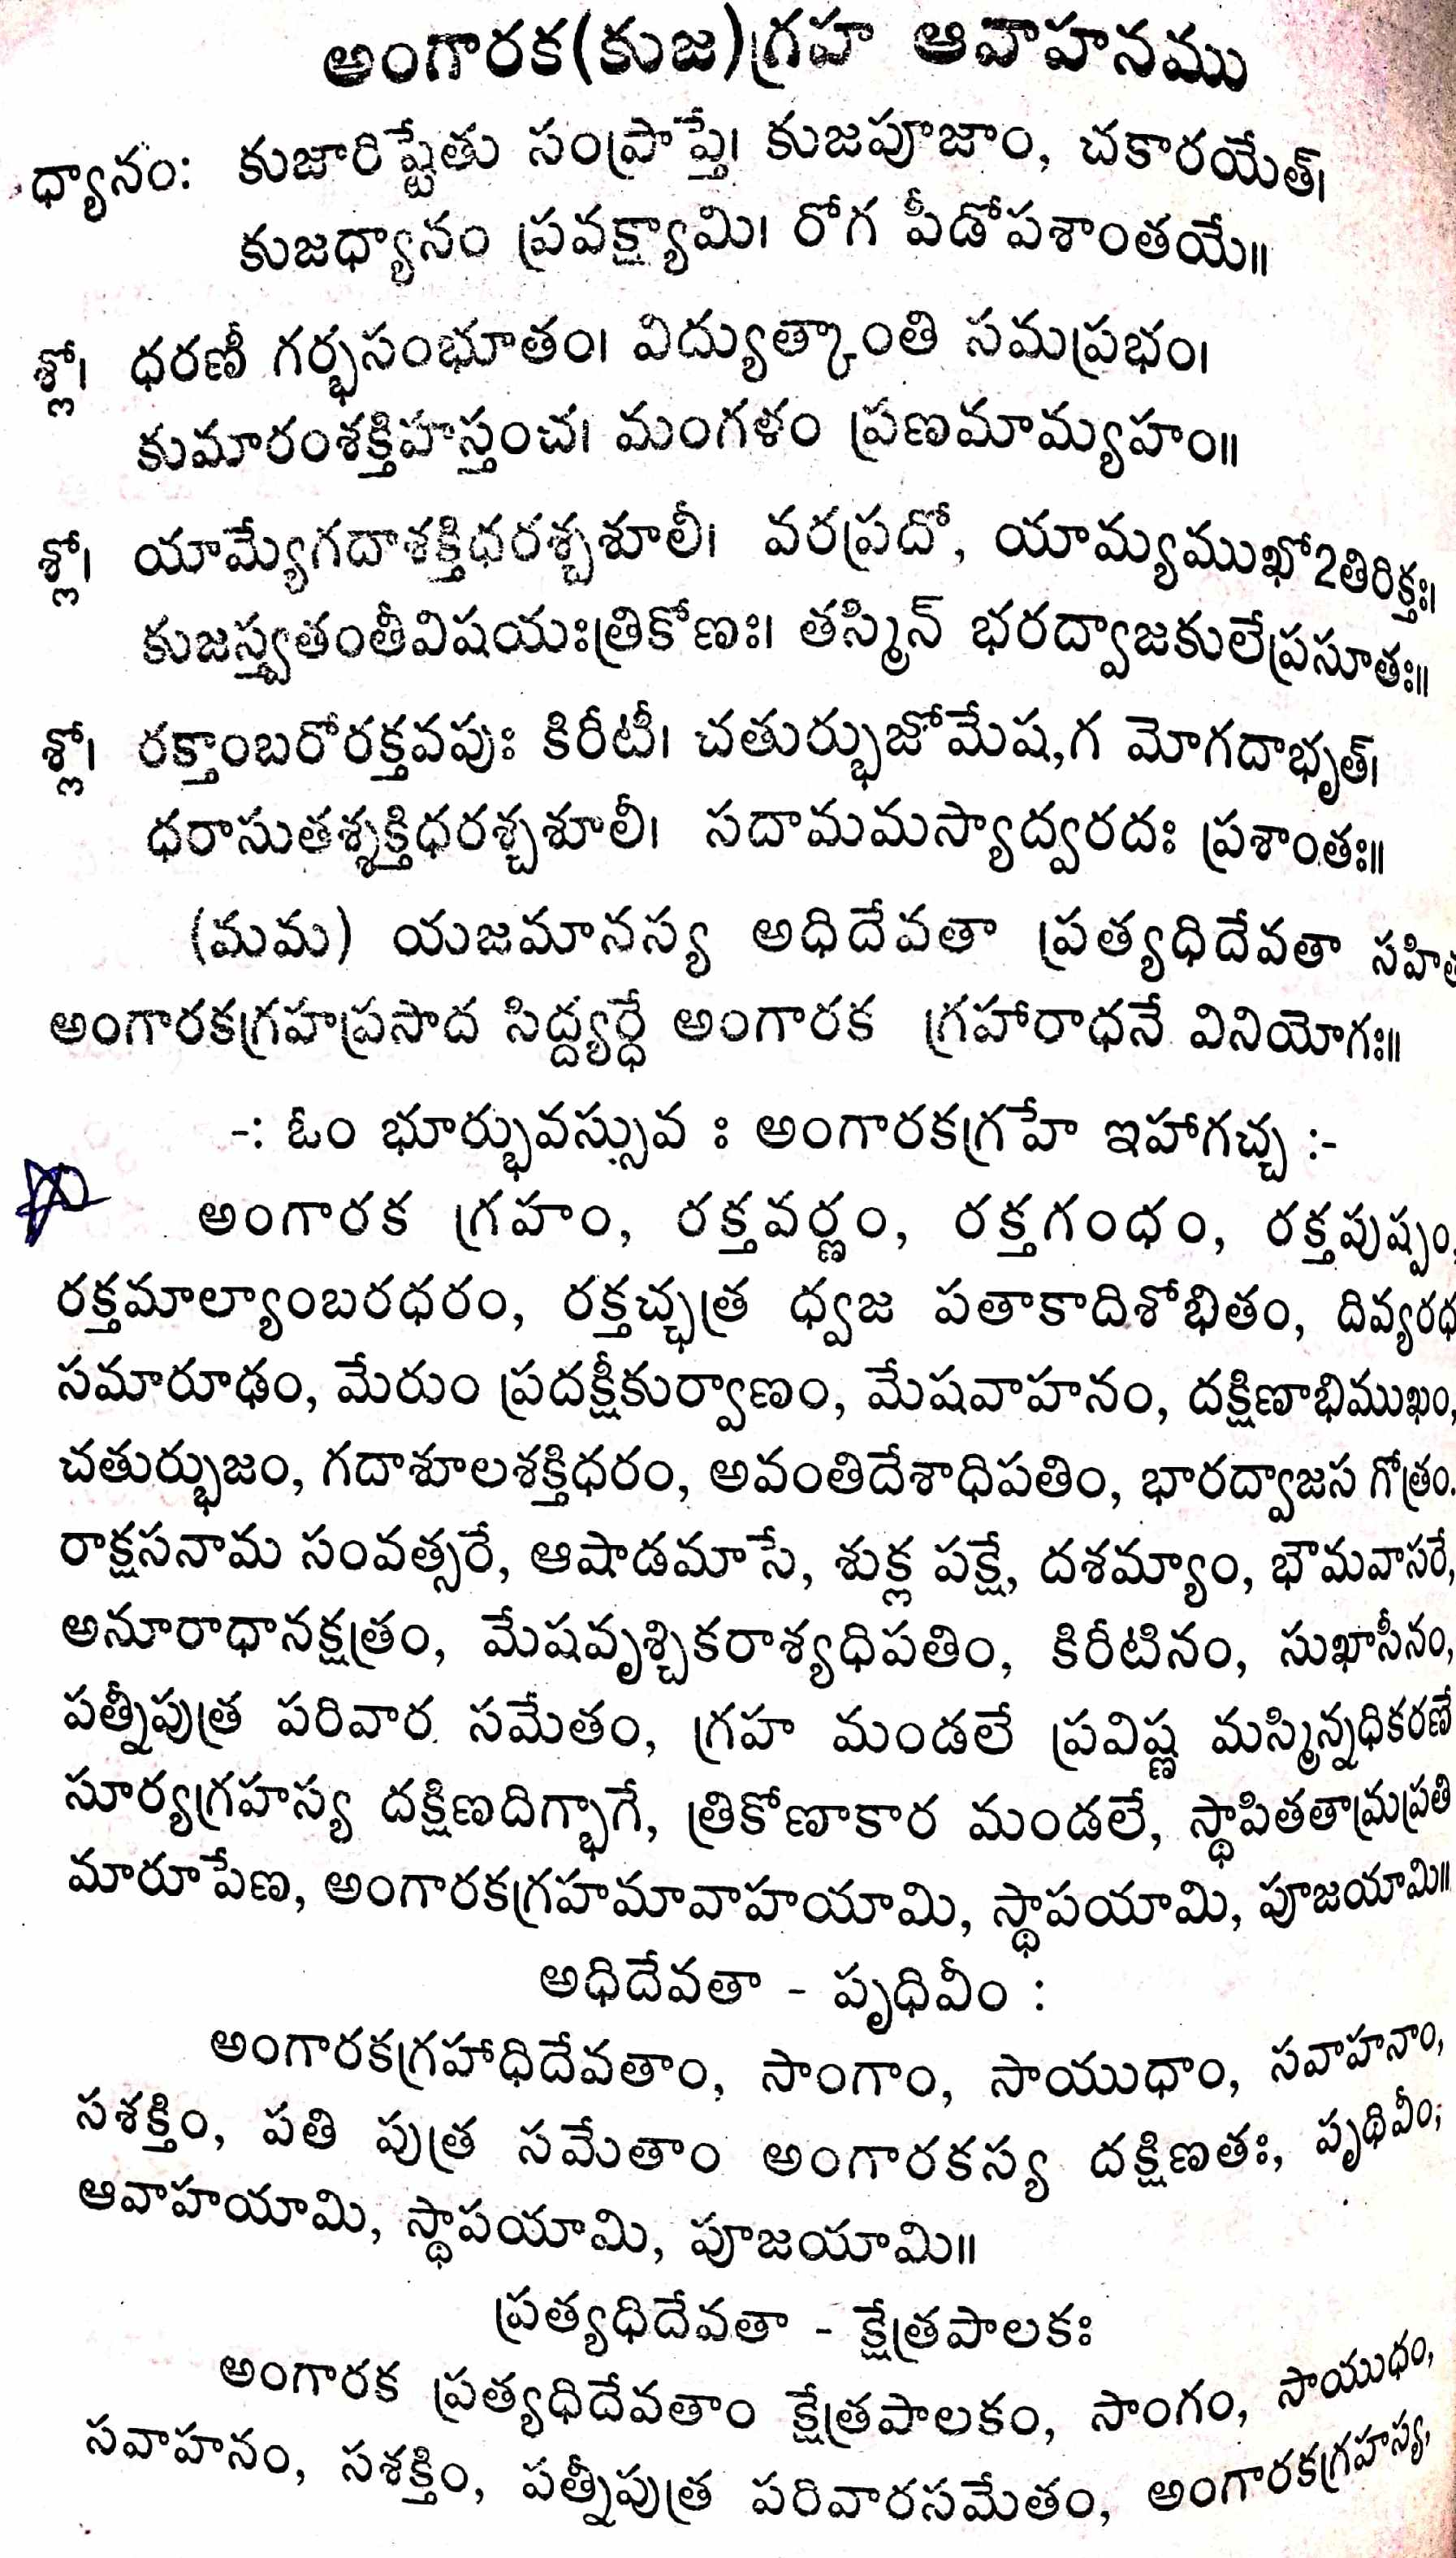 అంగారక(కుజ)గ్రహ ఆవాహనము
ధ్యానం: కుజారిష్టేతు సంప్రాప్తే। కుజపూజాం, చకారయేత్।
కుజధ్యానం ప్రవక్ష్యామి। రోగ పీడోపశాంతయే॥
శ్లో। ధరణీ గర్భసంభూతం। విద్యుత్కాంతి సమప్రభం।
కుమారంశక్తిహస్తంచ। మంగళం ప్రణమామ్యహం॥
శ్లో। యామ్యేగదాశక్తిధరశ్చశూలీ। వరప్రదో, యామ్యముఖో2తిరిక్తః।
కుజస్త్వతంతీవిషయఃత్రికోణః। తస్మిన్ భరద్వాజకులేప్రసూతః॥
శ్లో। రక్తాంబరోరక్తవపుః కిరీటీ। చతుర్భుజోమేష,గ మోగదాభృత్।
ధరాసుతశ్శక్తిధరశ్చశూలీ। సదామమస్యాద్వరదః ప్రశాంతః॥
(మమ) యజమానస్య అధిదేవతా ప్రత్యధిదేవతా సహిత
అంగారకగ్రహప్రసాద సిద్ద్యర్ధే అంగారక గ్రహారాధనే వినియోగః॥
-: ఓం భూర్భువస్సువ ః అంగారకగ్రహే ఇహాగచ్చ :-
అంగారక గ్రహం, రక్తవర్ణం, రక్తగంధం, రక్తపుష్పం,
రక్తమాల్యాంబరధరం, రక్తచ్ఛత్ర ధ్వజ పతాకాదిశోభితం, దివ్యరధ
సమారూఢం, మేరుం ప్రదక్షీకుర్వాణం, మేషవాహనం, దక్షిణాభిముఖం,
చతుర్భుజం, గదాశూలశక్తిధరం, అవంతిదేశాధిపతిం, భారద్వాజస గోత్రం.
రాక్షసనామ సంవత్సరే, ఆషాడమాసే, శుక్ల పక్షే, దశమ్యాం, భౌమవాసరే,
అనూరాధానక్షత్రం, మేషవృశ్చికరాశ్యధిపతిం, కిరీటినం, సుఖాసీనం,
పత్నీపుత్ర పరివార సమేతం, గ్రహ మండలే ప్రవిష్ణ మస్మిన్నధికరణే
సూర్యగ్రహస్య దక్షిణదిగ్భాగే, త్రికోణాకార మండలే, స్థాపితతామ్రప్రతి
మారూపేణ, అంగారకగ్రహమావాహయామి, స్థాపయామి, పూజయామి॥
అధిదేవతా - పృధివీం :
అంగారకగ్రహాధిదేవతాం, సాంగాం, సాయుధాం, సవాహనాం,
సశక్తిం, పతి పుత్ర సమేతాం అంగారకస్య దక్షిణతః, పృథివీం;
ఆవాహయామి, స్థాపయామి, పూజయామి॥
ప్రత్యధిదేవతా - క్షేత్రపాలకః
అంగారక ప్రత్యధిదేవతాం క్షేత్రపాలకం, సాంగం, సాయుధం,
సవాహనం, సశక్తిం, పత్నీపుత్ర పరివారసమేతం, అంగారకగ్రహస్య,